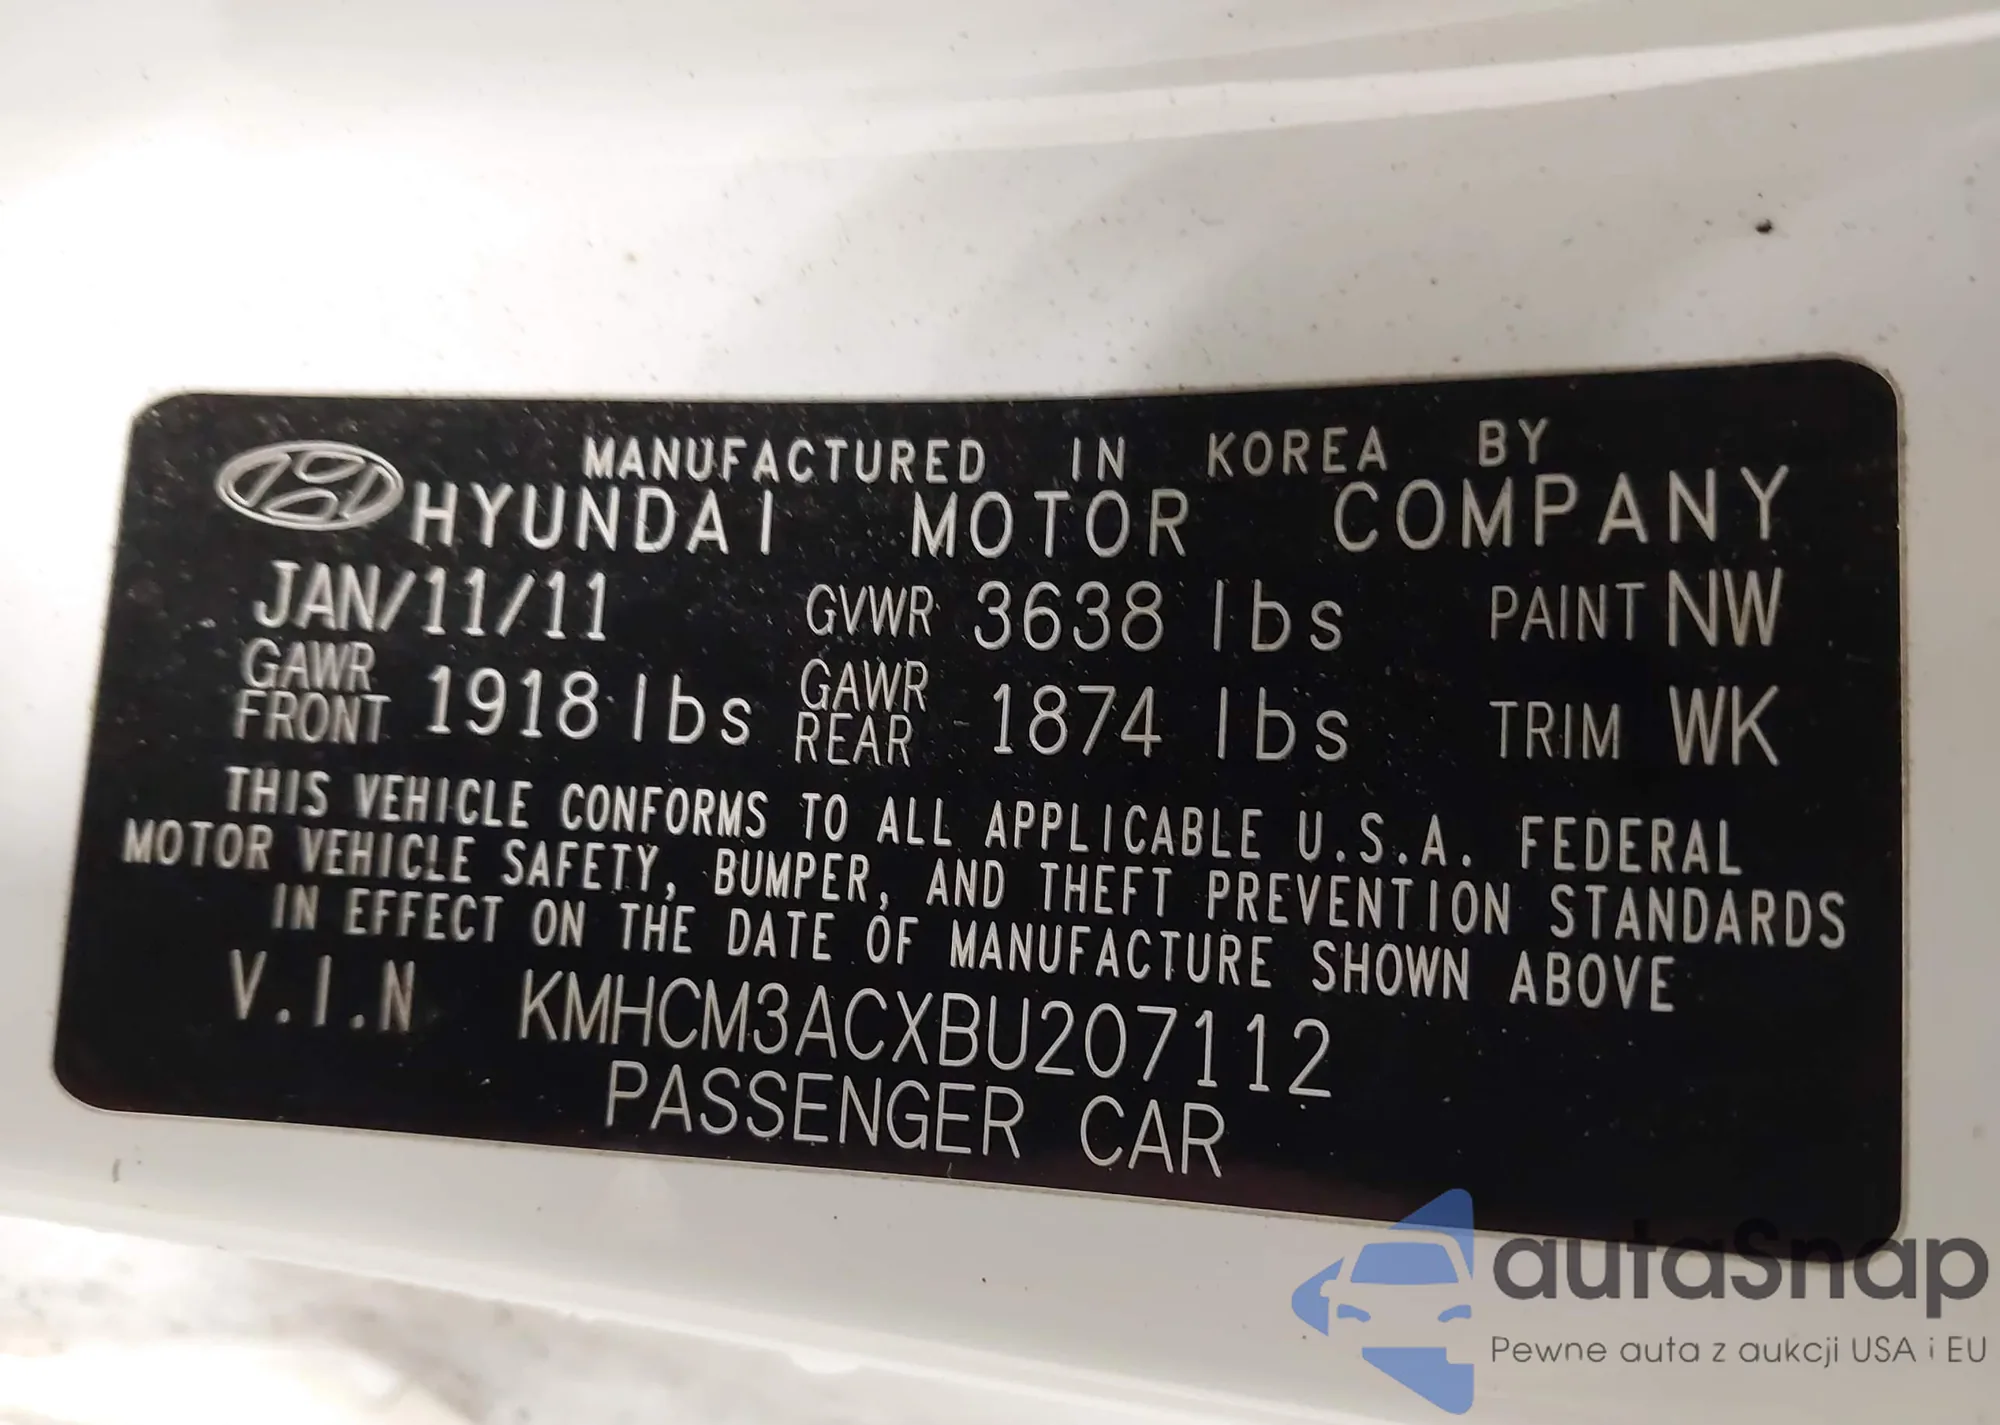 MANUFACTURED IN KOREA BY
HYUNDAI MOTOR COMPANY
JAN/11/11 GVWR 3638 lbs PAINT NW
GAWR FRONT 1918 lbs GAWR REAR 1874 lbs TRIM WK
THIS VEHICLE CONFORMS TO ALL APPLICABLE U.S.A. FEDERAL
MOTOR VEHICLE SAFETY, BUMPER, AND THEFT PREVENTION STANDARDS
IN EFFECT ON THE DATE OF MANUFACTURE SHOWN ABOVE
V.I.N KMHCM3ACXBU207112
PASSENGER CAR
autaSnap
Pewne auta z aukcji USA i EU